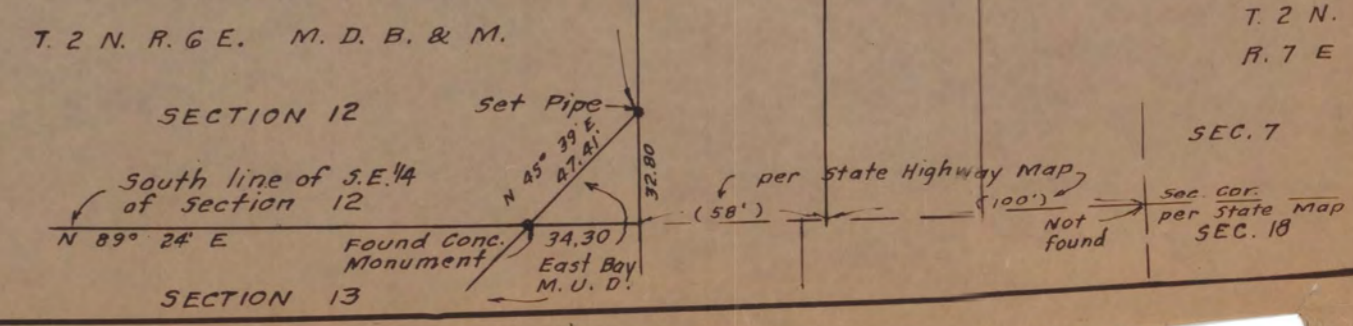 T. 2 N. R. 6 E. M. D. B. & M.
T. 2 N.
R. 7 E
SECTION 12
Set Pipe
SEC. 7
N 45° 39' E
47.41'
32.80
South line of S.E. 1/4
of Section 12
per State Highway Map
(58')
(100')
Sec. Cor.
per State Map
SEC. 18
Not
found
N 89° 24' E
Found Conc.
Monument
34.30
East Bay
M. U. D.
SECTION 13